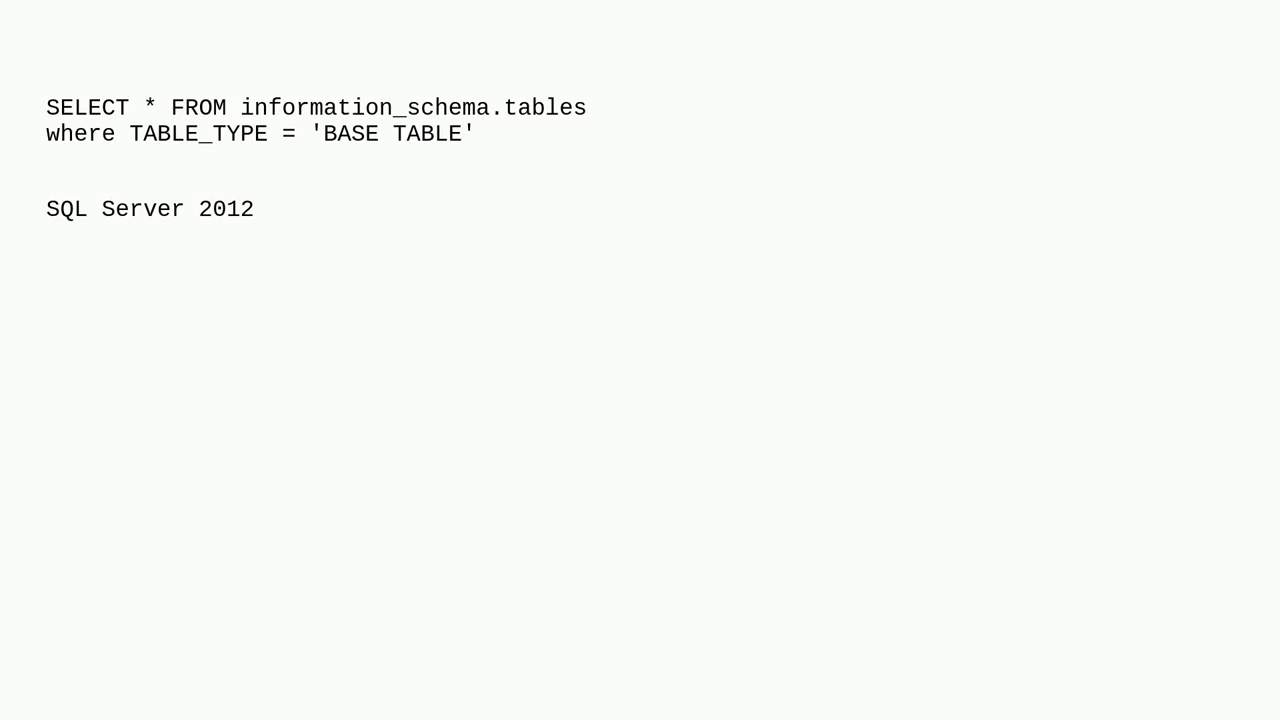 SELECT * FROM information_schema.tables
where TABLE_TYPE = 'BASE TABLE'
SQL Server 2012